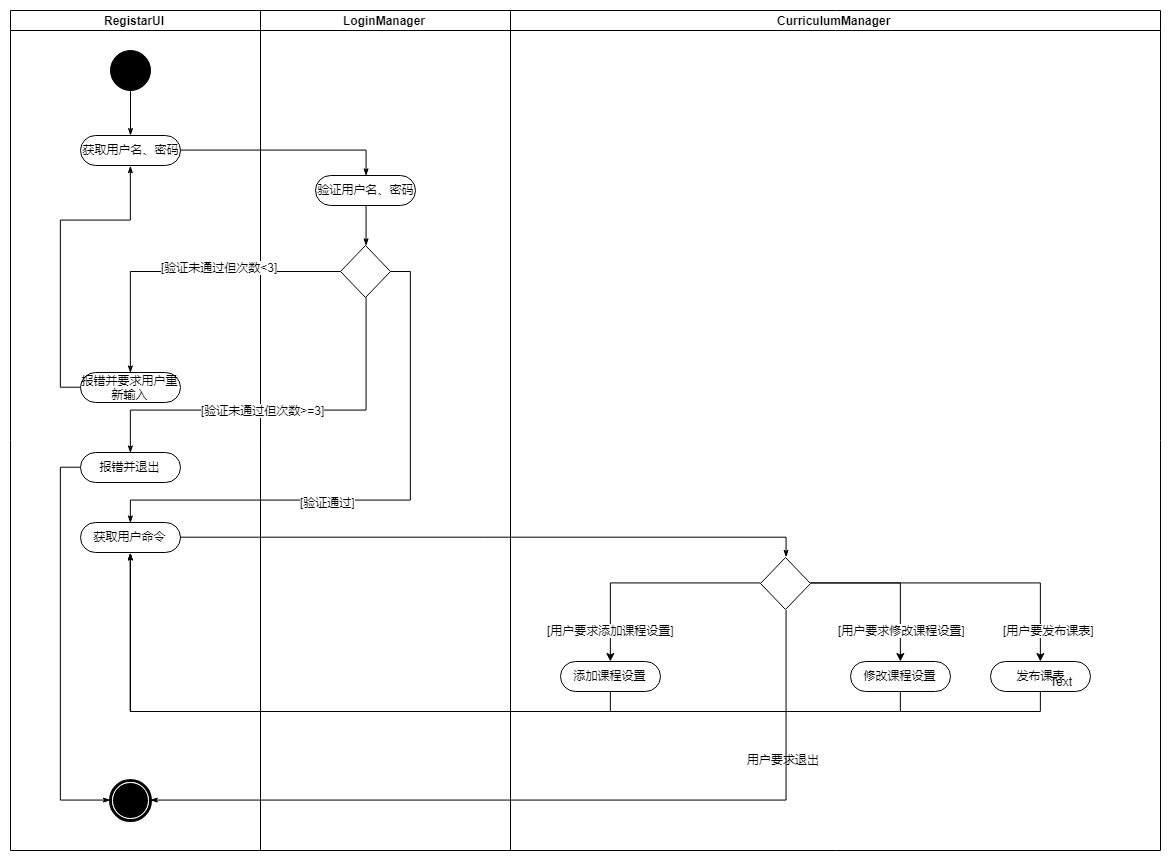 RegistarUI
LoginManager
CurriculumManager
获取用户名、密码
验证用户名、密码
[验证未通过但次数<3]
报错并要求用户重
新输入
[验证未通过但次数>=3]
报错并退出
[验证通过]
获取用户命令
[用户要求添加课程设置]
[用户要求修改课程设置]
[用户要发布课表]
添加课程设置
修改课程设置
发布课表
Text
用户要求退出